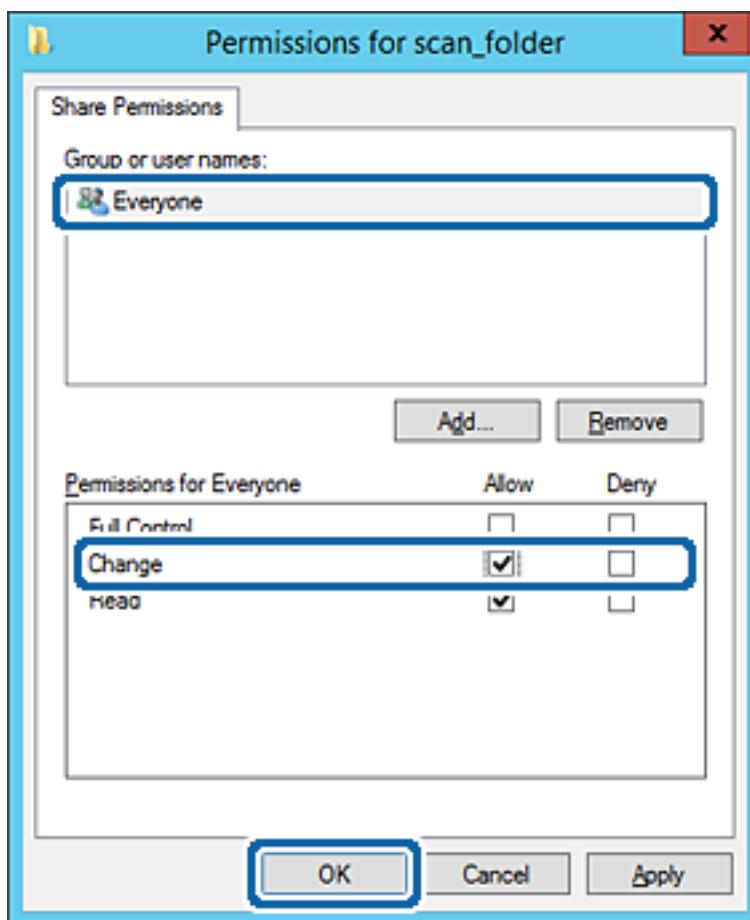 Permissions for scan_folder
x
Share Permissions
Group or user names:
Everyone
Add... Remove
Permissions for Everyone Allow Deny
Full Control
Change
Read
OK Cancel Apply